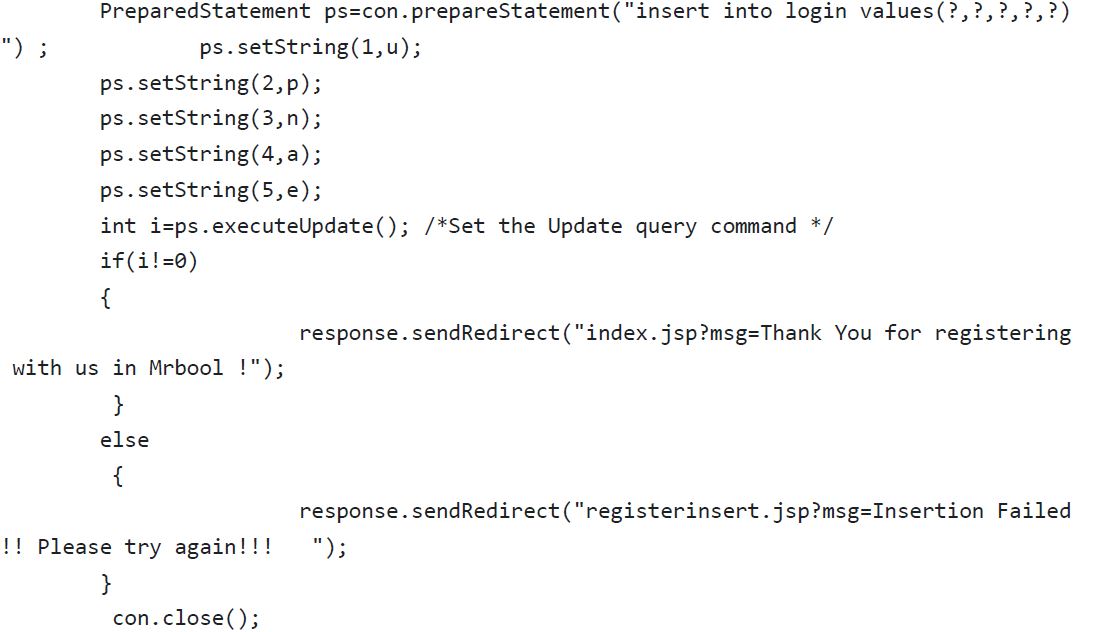 PreparedStatement ps=con.prepareStatement("insert into login values(?,?,?,?,?)
") ;            ps.setString(1,u);
        ps.setString(2,p);
        ps.setString(3,n);
        ps.setString(4,a);
        ps.setString(5,e);
        int i=ps.executeUpdate(); /*Set the Update query command */
        if(i!=0)
        {
                        response.sendRedirect("index.jsp?msg=Thank You for registering
 with us in Mrbool !");
         }
        else
         {
                        response.sendRedirect("registerinsert.jsp?msg=Insertion Failed
!! Please try again!!!   ");
        }
         con.close();